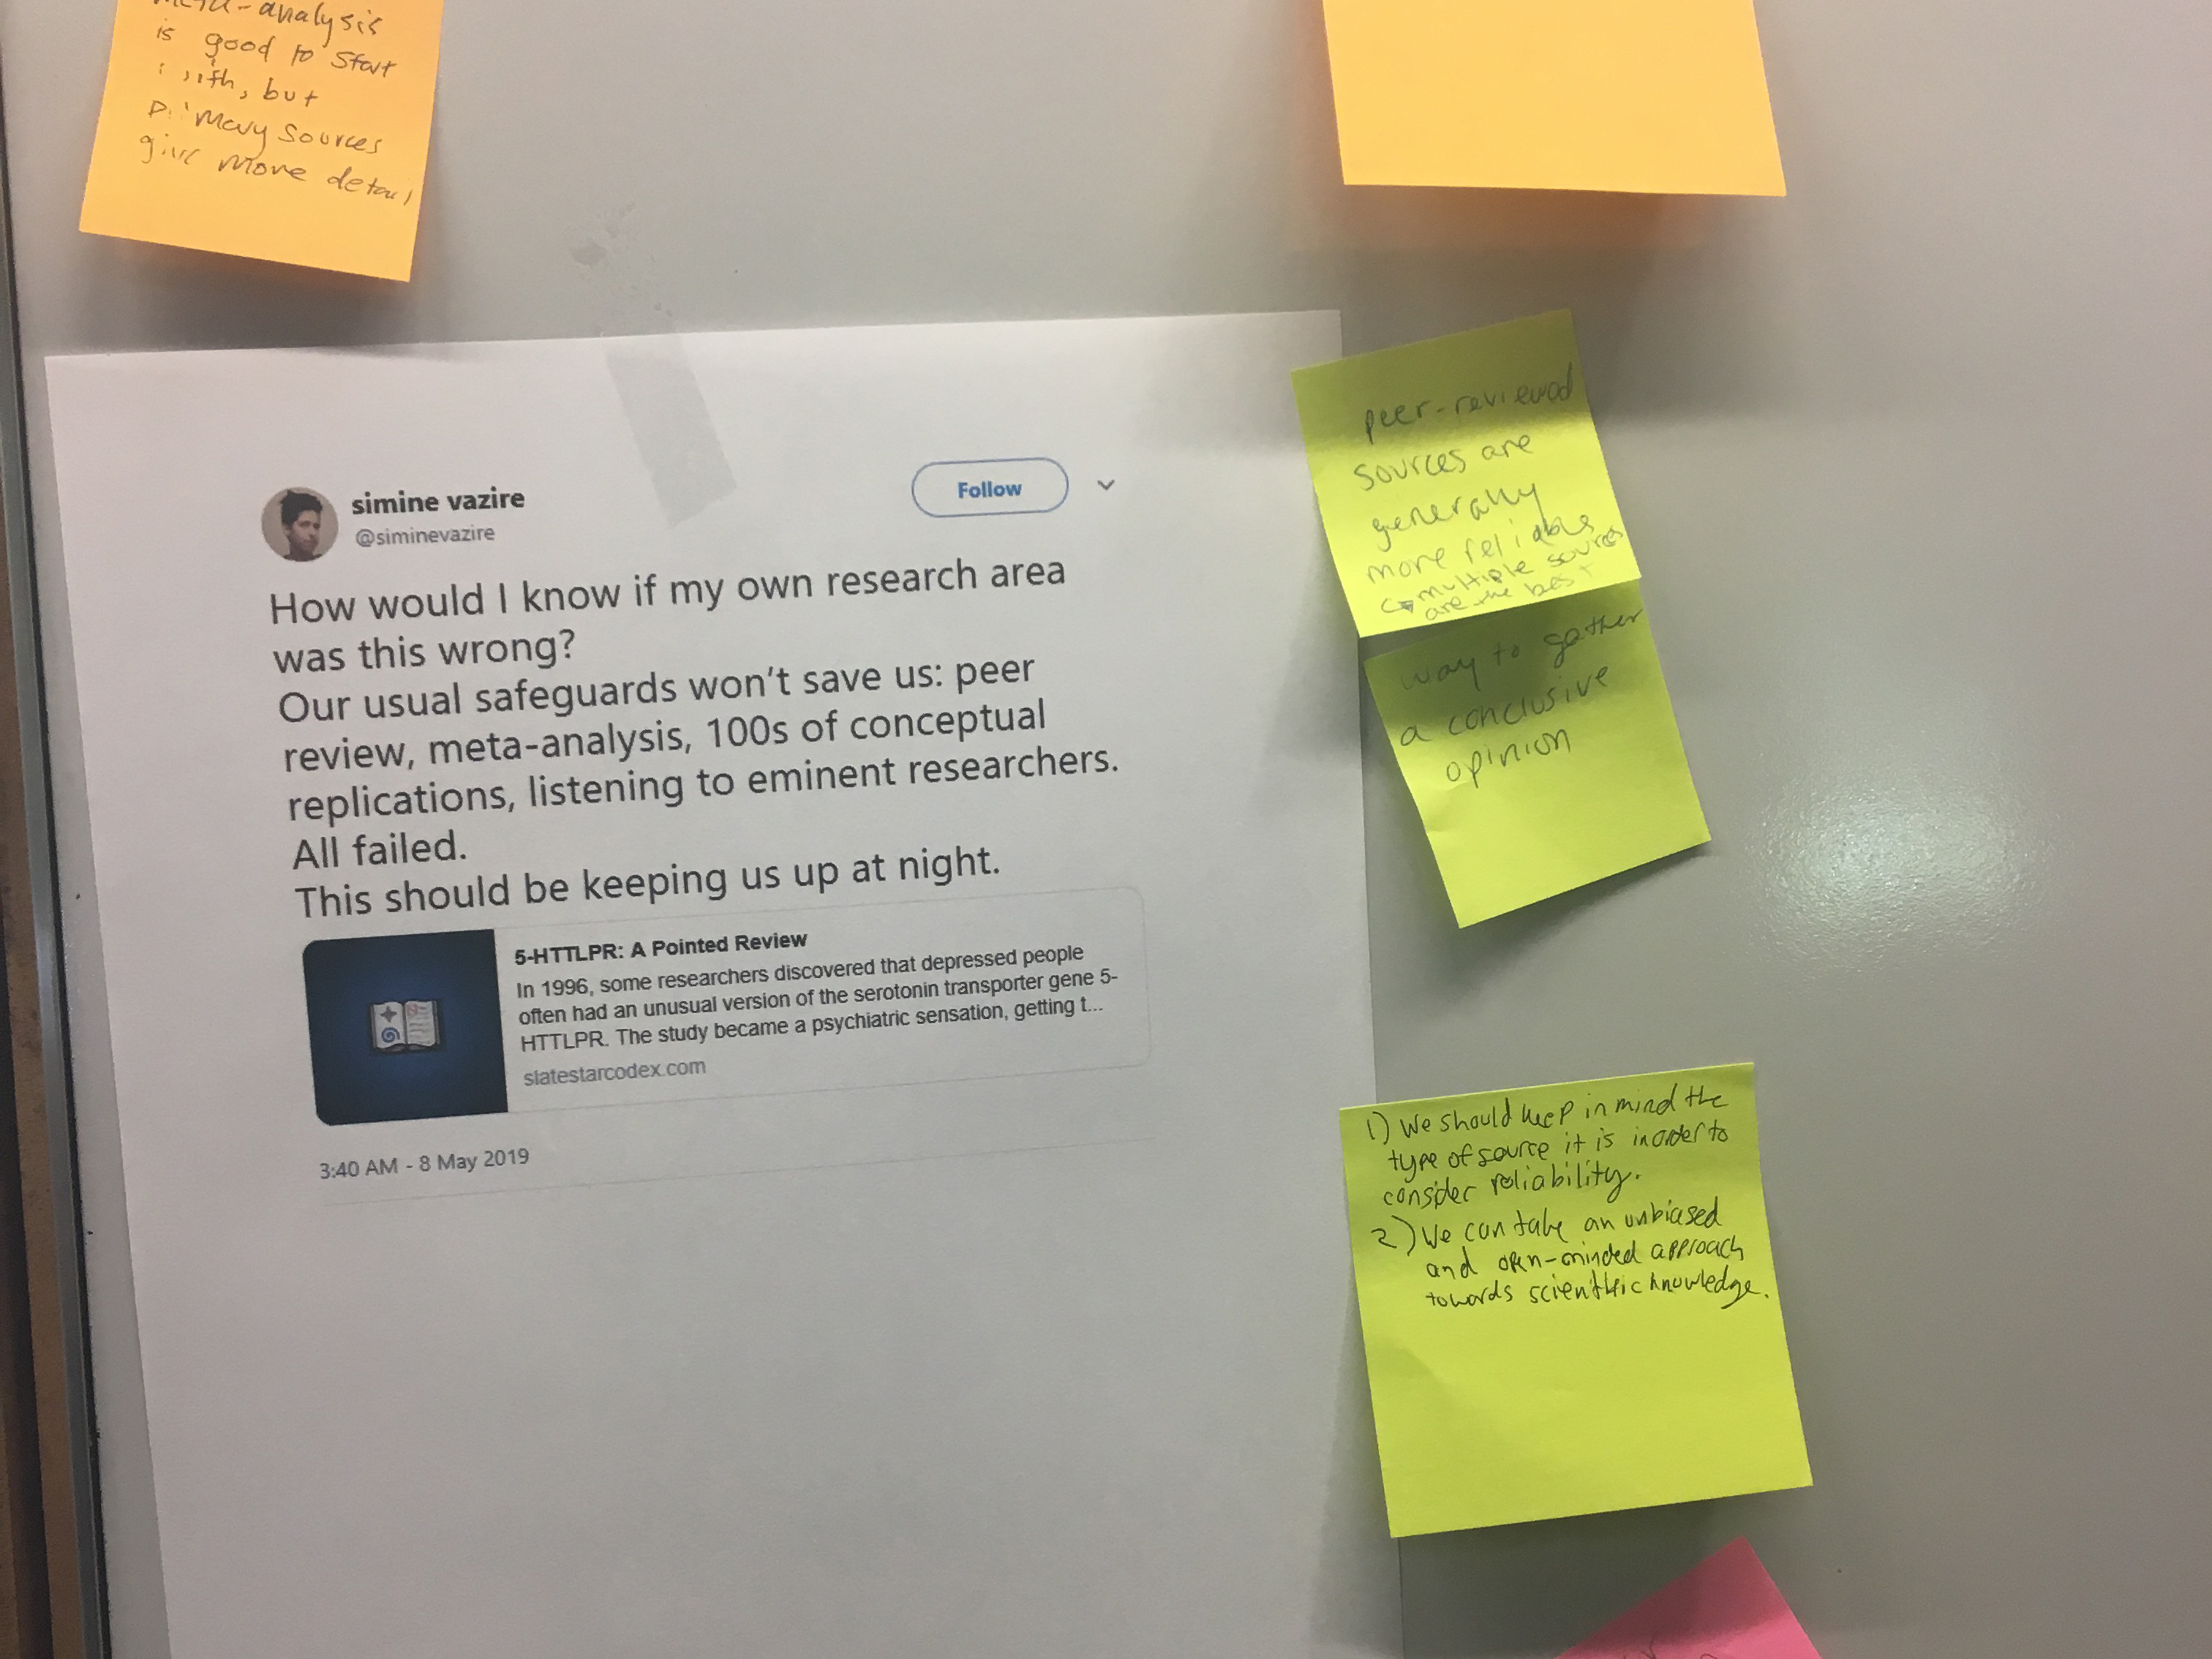 meta-analysis
is good to start
with, but
primary sources
give more detail
simine vazire
@siminevazire
Follow
How would I know if my own research area
was this wrong?
Our usual safeguards won't save us: peer
review, meta-analysis, 100s of conceptual
replications, listening to eminent researchers.
All failed.
This should be keeping us up at night.
5-HTTLPR: A Pointed Review
In 1996, some researchers discovered that depressed people
often had an unusual version of the serotonin transporter gene 5-
HTTLPR. The study became a psychiatric sensation, getting t...
slatestarcodex.com
3:40 AM - 8 May 2019
peer-reviewed
sources are
generally
more reliable
multiple sources
are the best
way to gather
a conclusive
opinion
1) We should keep in mind the
type of source it is in order to
consider reliability.
2) We can take an unbiased
and open-minded approach
towards scientific knowledge.